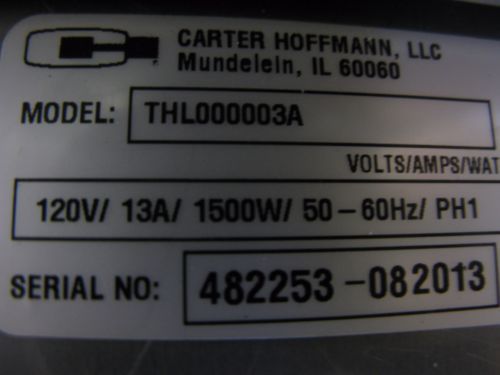 CARTER HOFFMANN, LLC
Mundelein, IL 60060
MODEL: THL000003A
VOLTS/AMPS/WAT
120V/ 13A/ 1500W/ 50-60Hz/ PH1
SERIAL NO: 482253-082013